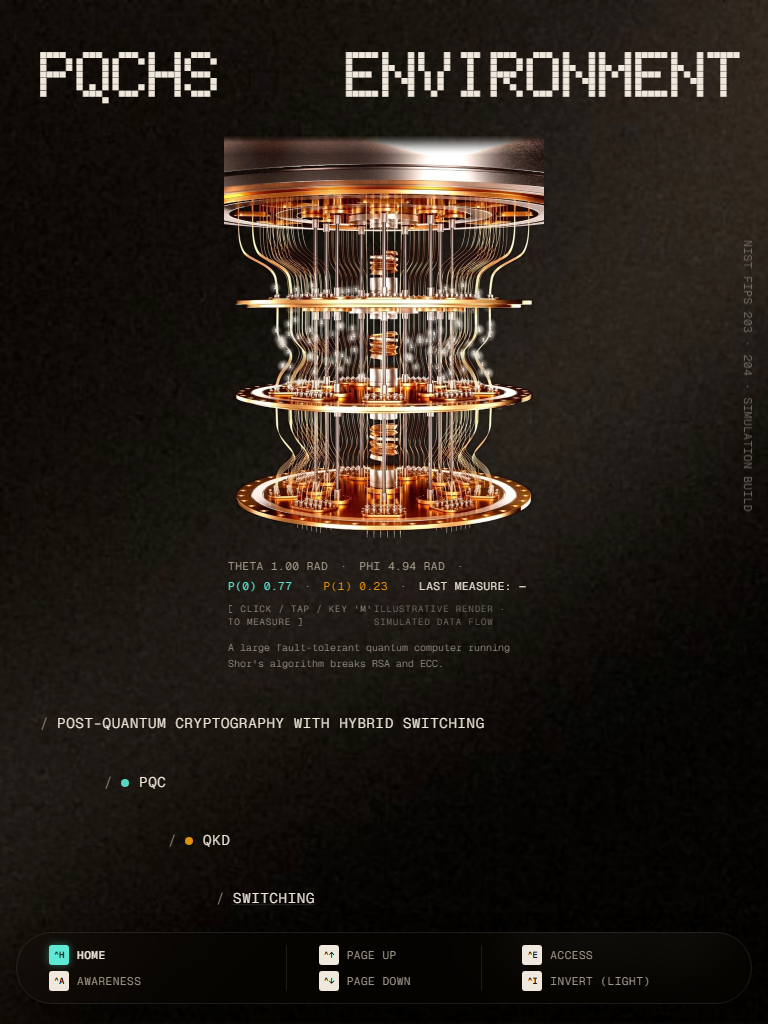 PQCHS ENVIRONMENT
NIST FIPS 203 · 204 · SIMULATION BUILD
THETA 1.00 RAD · PHI 4.94 RAD ·
P(0) 0.77 · P(1) 0.23 · LAST MEASURE: —
[ CLICK / TAP / KEY 'M'
TO MEASURE ]
ILLUSTRATIVE RENDER ·
SIMULATED DATA FLOW
A large fault-tolerant quantum computer running
Shor's algorithm breaks RSA and ECC.
/ POST-QUANTUM CRYPTOGRAPHY WITH HYBRID SWITCHING
/ PQC
/ QKD
/ SWITCHING
^H HOME
^A AWARENESS
^↑ PAGE UP
^↓ PAGE DOWN
^E ACCESS
^I INVERT (LIGHT)